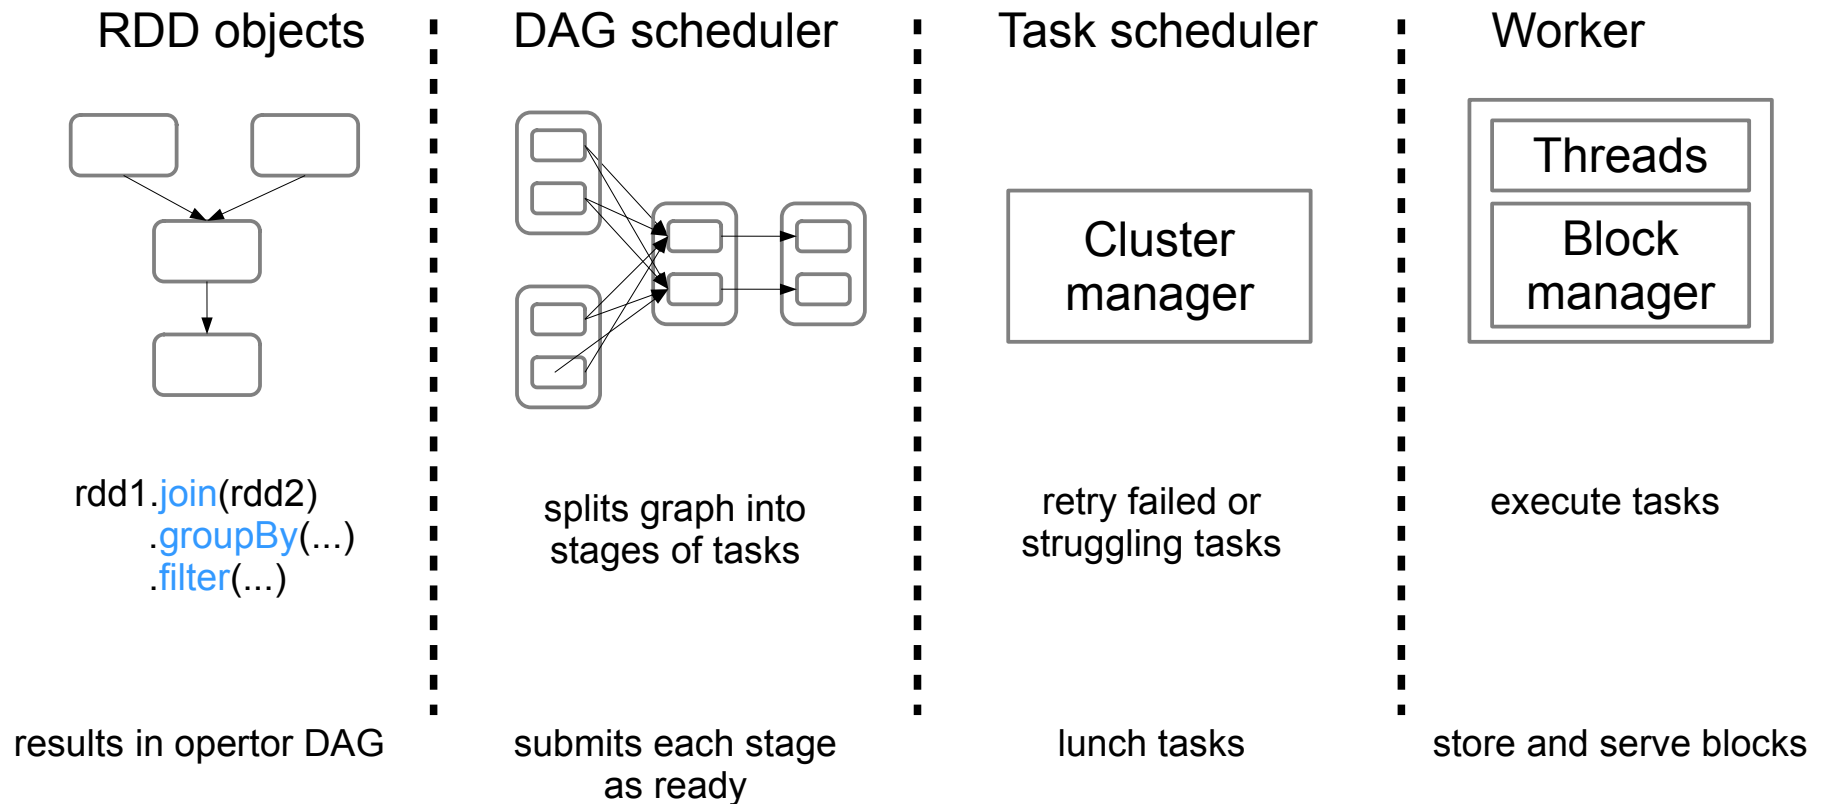 RDD objects
DAG scheduler
Task scheduler
Worker
Threads
Block
manager
Cluster
manager
rdd1.join(rdd2)
.groupBy(...)
.filter(...)
splits graph into
stages of tasks
retry failed or
struggling tasks
execute tasks
results in opertor DAG
submits each stage
as ready
lunch tasks
store and serve blocks